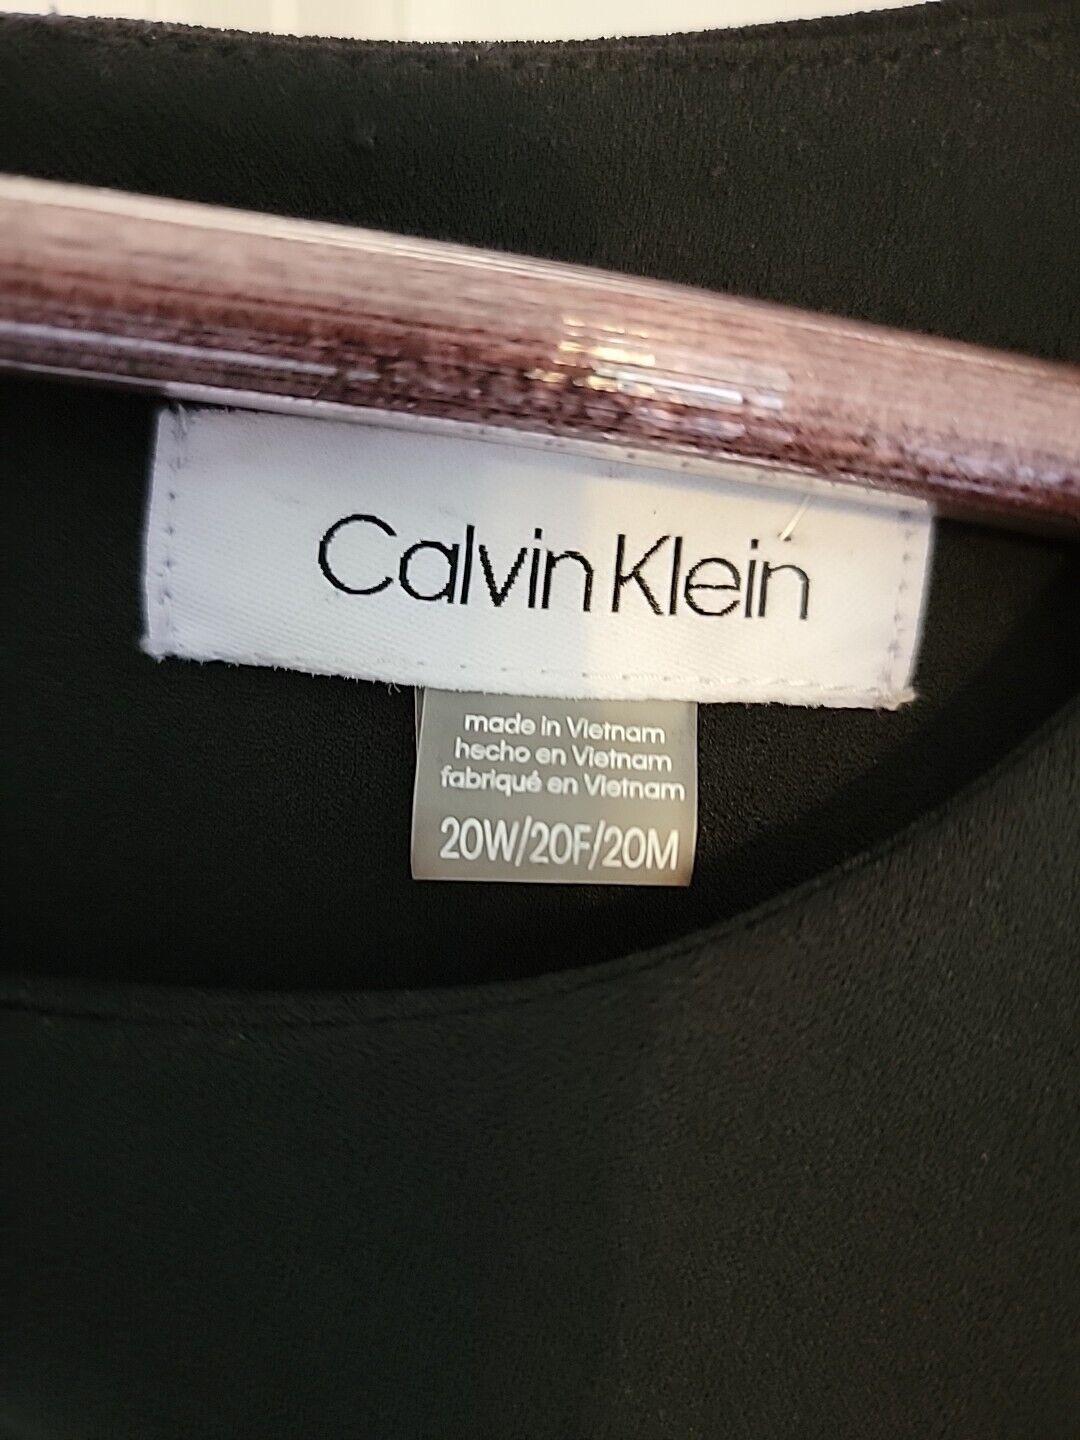 Calvin Klein
made in Vietnam
hecho en Vietnam
fabriqué en Vietnam
20W/20F/20M